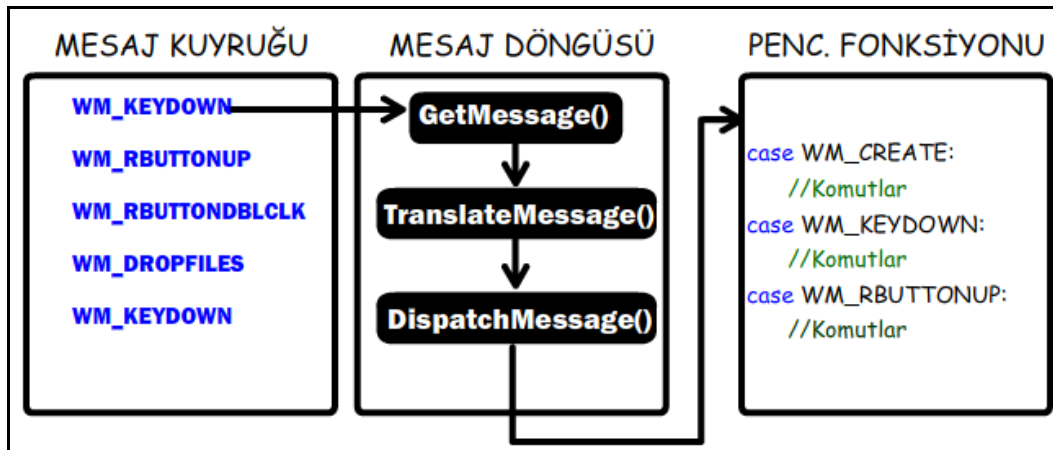 MESAJ KUYRUĞU
WM_KEYDOWN
WM_RBUTTONUP
WM_RBUTTONDBLCLK
WM_DROPFILES
WM_KEYDOWN
MESAJ DÖNGÜSÜ
GetMessage()
TranslateMessage()
DispatchMessage()
PENC. FONKSİYONU
case WM_CREATE:
//Komutlar
case WM_KEYDOWN:
//Komutlar
case WM_RBUTTONUP:
//Komutlar